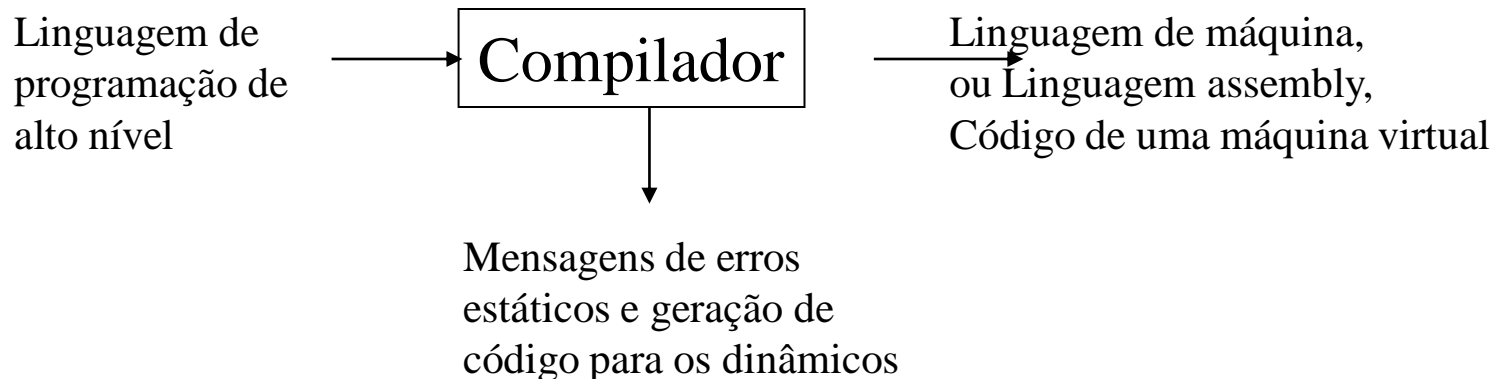 Linguagem de
programação de
alto nível
Compilador
Linguagem de máquina,
ou Linguagem assembly,
Código de uma máquina virtual
Mensagens de erros
estáticos e geração de
código para os dinâmicos